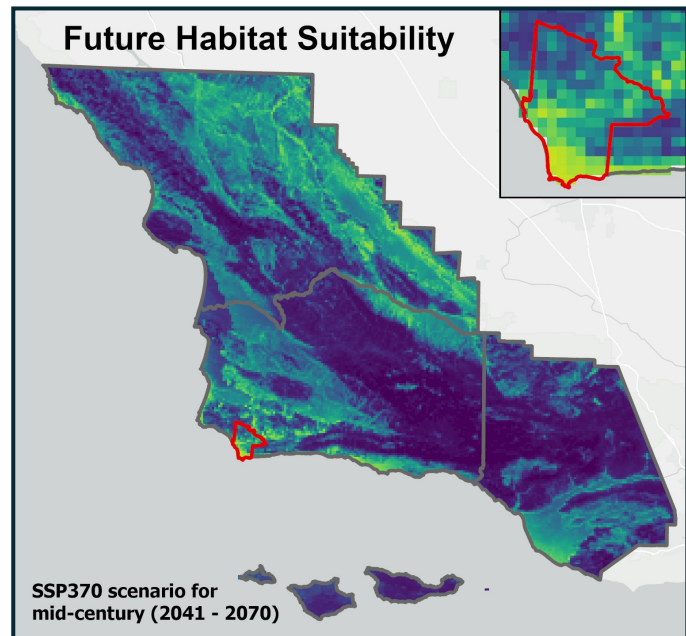 Future Habitat Suitability
SSP370 scenario for
mid-century (2041 - 2070)